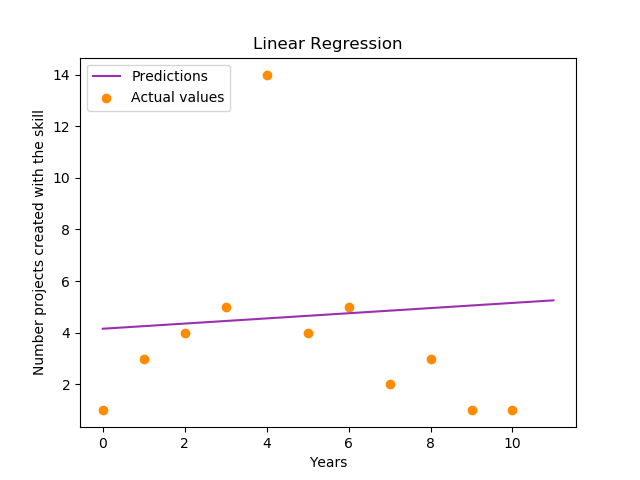 Linear Regression
Predictions
Actual values
14
12
10
8
6
4
2
Number projects created with the skill
0 2 4 6 8 10
Years